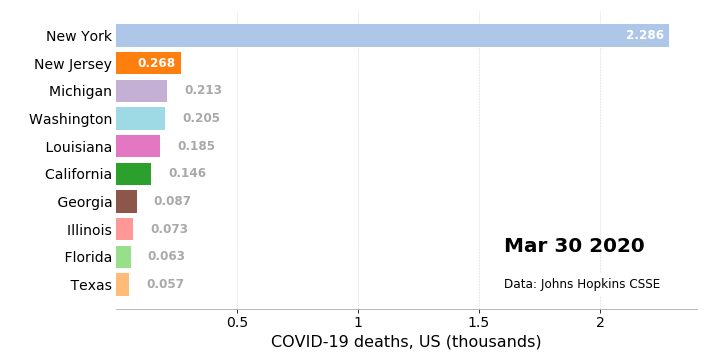 New York 2.286
New Jersey 0.268
Michigan 0.213
Washington 0.205
Louisiana 0.185
California 0.146
Georgia 0.087
Illinois 0.073
Florida 0.063
Texas 0.057
Mar 30 2020
Data: Johns Hopkins CSSE
0.5 1 1.5 2
COVID-19 deaths, US (thousands)